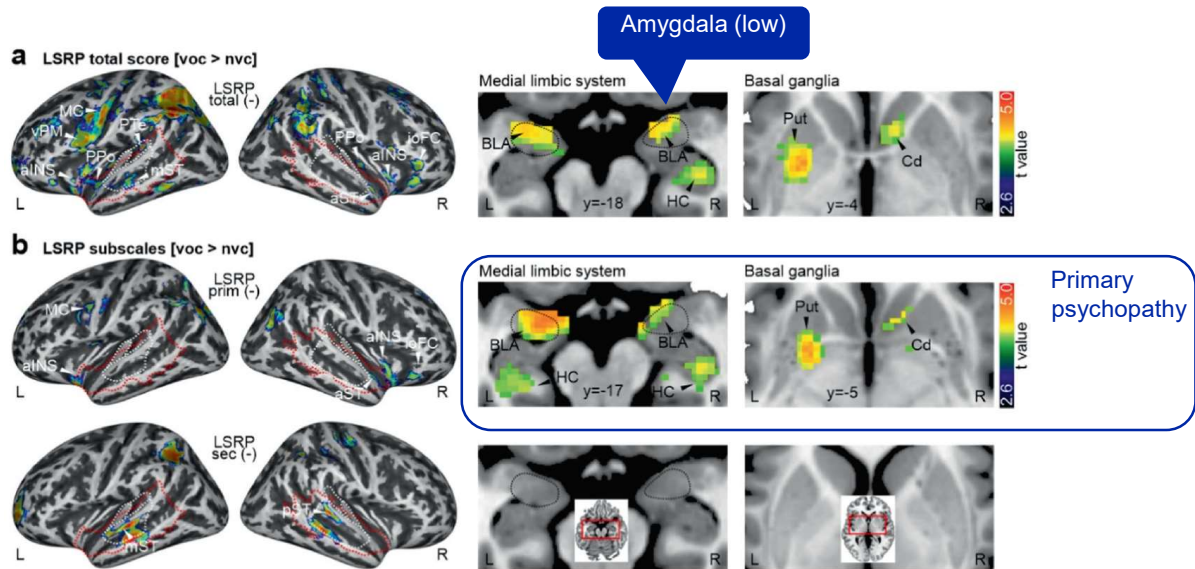 Amygdala (low)
a LSRP total score [voc > nvc]
LSRP
total (-)
MC
vPM
PTe
PPo
aINS
mST
L
PPo
ioFC
aINS
aST
R
Medial limbic system
BLA
BLA
HC
L
y=-18
R
Basal ganglia
Put
Cd
L
y=-4
R
5.0
t value
2.6
b LSRP subscales [voc > nvc]
LSRP
prim (-)
MC
aINS
L
aINS
ioFC
aST
R
Medial limbic system
BLA
BLA
HC
HC
L
y=-17
R
Basal ganglia
Put
Cd
L
y=-5
R
5.0
t value
2.6
Primary
psychopathy
LSRP
sec (-)
mST
L
pST
R
L
R
L
R